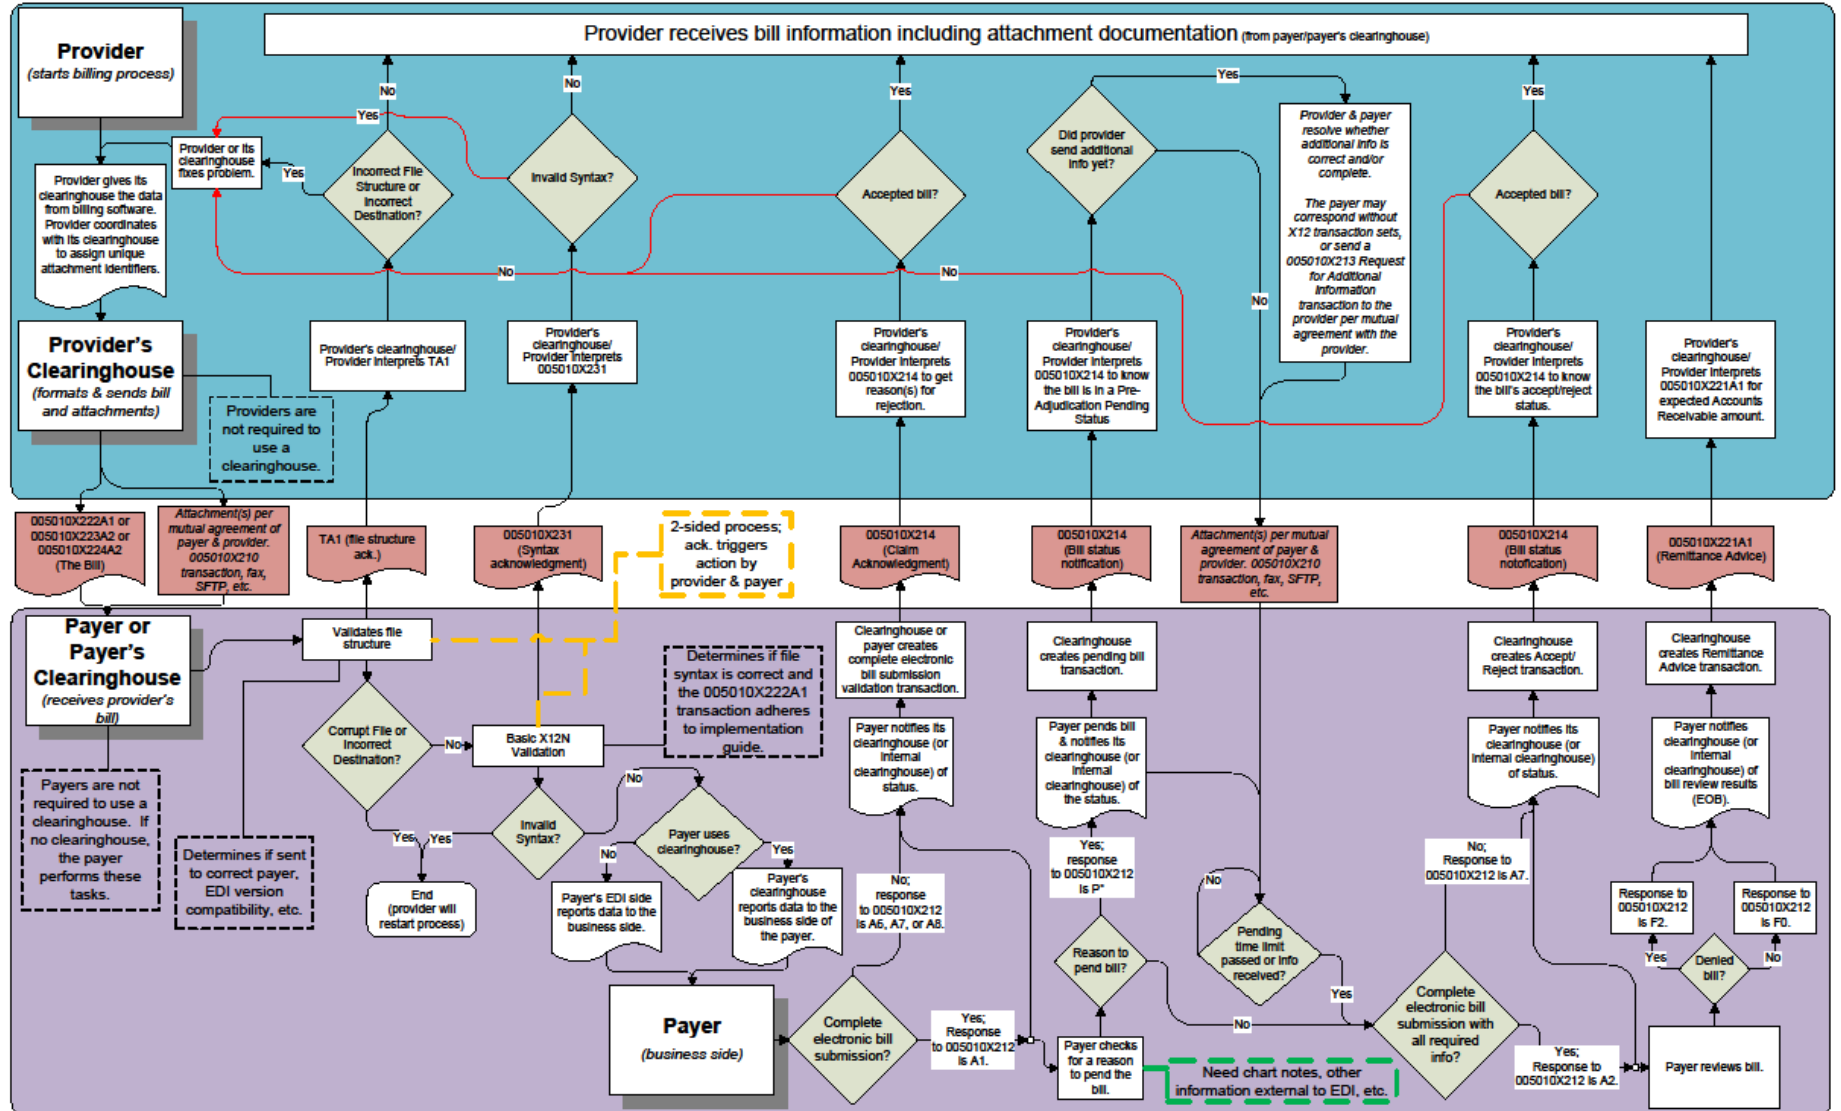 Provider
(starts billing process)
Provider receives bill information including attachment documentation (from payer/payer's clearinghouse)
No
No
Yes
Yes
Yes
Yes
Provider or its
clearinghouse
fixes problem.
Yes
Incorrect File
Structure or
Incorrect
Destination?
Invalid Syntax?
Accepted bill?
Did provider
send additional
info yet?
Provider & payer
resolve whether
additional info is
correct and/or
complete.
The payer may
correspond without
X12 transaction sets,
or send a
005010X213 Request
for Additional
Information
transaction to the
provider per mutual
agreement with the
provider.
Accepted bill?
Provider gives its
clearinghouse the data
from billing software.
Provider coordinates
with its clearinghouse
to assign unique
attachment identifiers.
No
No
No
Provider's
Clearinghouse
(formats & sends bill
and attachments)
Provider's clearinghouse/
Provider interprets TA1
Provider's
clearinghouse/
Provider interprets
005010X231
Provider's
clearinghouse/
Provider interprets
005010X214 to get
reason(s) for
rejection.
Provider's
clearinghouse/
Provider interprets
005010X214 to know
the bill is in a Pre-
Adjudication Pending
Status
Provider's
clearinghouse/
Provider interprets
005010X214 to know
the bill's accept/reject
status.
Provider's
clearinghouse/
Provider interprets
005010X221A1 for
expected Accounts
Receivable amount.
Providers are
not required to
use a
clearinghouse.
005010X222A1 or
005010X223A2 or
005010X224A2
(The Bill)
Attachment(s) per
mutual agreement of
payer & provider.
005010X210
transaction, fax,
SFTP, etc.
TA1 (file structure
ack.)
005010X231
(Syntax
acknowledgment)
2-sided process;
ack. triggers
action by
provider & payer
005010X214
(Claim
Acknowledgment)
005010X214
(Bill status
notification)
Attachment(s) per mutual
agreement of payer &
provider. 005010X210
transaction, fax, SFTP,
etc.
005010X214
(Bill status
notofication)
005010X221A1
(Remittance Advice)
Payer or
Payer's
Clearinghouse
(receives provider's
bill)
Validates file
structure
Determines if file
syntax is correct and
the 005010X222A1
transaction adheres
to implementation
guide.
Clearinghouse or
payer creates
complete electronic
bill submission
validation transaction.
Clearinghouse
creates pending bill
transaction.
Clearinghouse
creates Accept/
Reject transaction.
Clearinghouse
creates Remittance
Advice transaction.
Corrupt File or
Incorrect
Destination?
No
Basic X12N
Validation
Payer notifies its
clearinghouse (or
internal
clearinghouse) of
status.
Payer pends bill
& notifies its
clearinghouse (or
internal
clearinghouse) of
the status.
Payer notifies its
clearinghouse (or
internal clearinghouse)
of status.
Payer notifies
clearinghouse (or
internal
clearinghouse) of
bill review results
(EOB).
Payers are not
required to use a
clearinghouse. If
no clearinghouse,
the payer
performs these
tasks.
Determines if sent
to correct payer,
EDI version
compatibility, etc.
Yes
Yes
Invalid
Syntax?
No
Payer uses
clearinghouse?
No
Yes
End
(provider will
restart process)
Payer's EDI side
reports data to the
business side.
Payer's
clearinghouse
reports data to the
business side of
the payer.
No;
response
to 005010X212
is A6, A7, or A8.
Yes;
response
to 005010X212
is P*
No
Pending
time limit
passed or info
received?
Yes
No;
Response to
005010X212 is A7.
Response to
005010X212
is F2.
Response to
005010X212
is F0.
Yes
Denied
bill?
No
Reason to
pend bill?
No
Payer
(business side)
Complete
electronic bill
submission?
Yes;
Response
to 005010X212
is A1.
Payer checks
for a reason
to pend the
bill.
Need chart notes, other
information external to EDI, etc.
Complete
electronic bill
submission with
all required
info?
Yes;
Response to
005010X212 is A2.
Payer reviews bill.